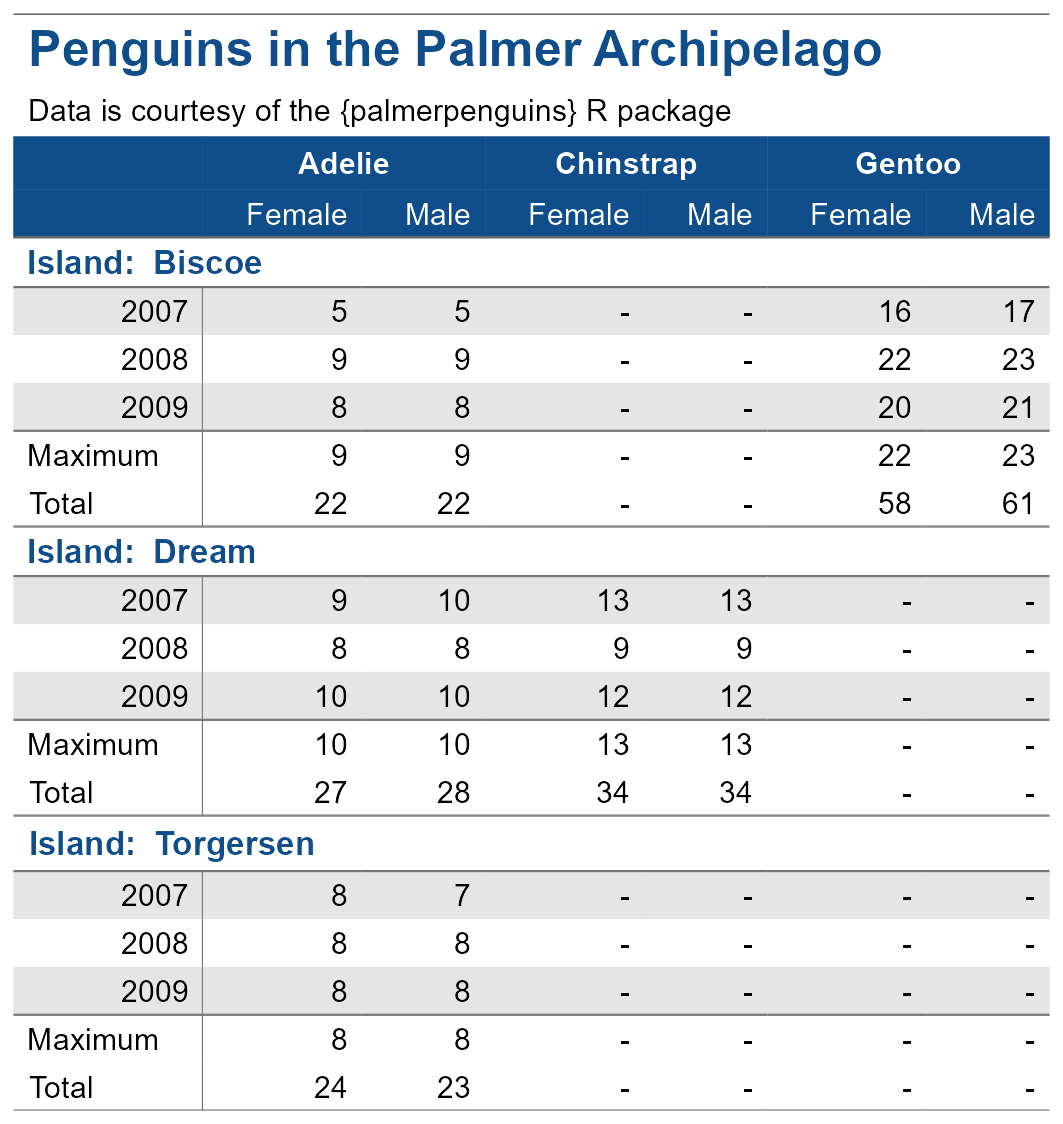 Penguins in the Palmer Archipelago
Data is courtesy of the {palmerpenguins} R package
Adelie Chinstrap Gentoo
Female Male Female Male Female Male
Island: Biscoe
2007 5 5 - - 16 17
2008 9 9 - - 22 23
2009 8 8 - - 20 21
Maximum 9 9 - - 22 23
Total 22 22 - - 58 61
Island: Dream
2007 9 10 13 13 - -
2008 8 8 9 9 - -
2009 10 10 12 12 - -
Maximum 10 10 13 13 - -
Total 27 28 34 34 - -
Island: Torgersen
2007 8 7 - - - -
2008 8 8 - - - -
2009 8 8 - - - -
Maximum 8 8 - - - -
Total 24 23 - - - -